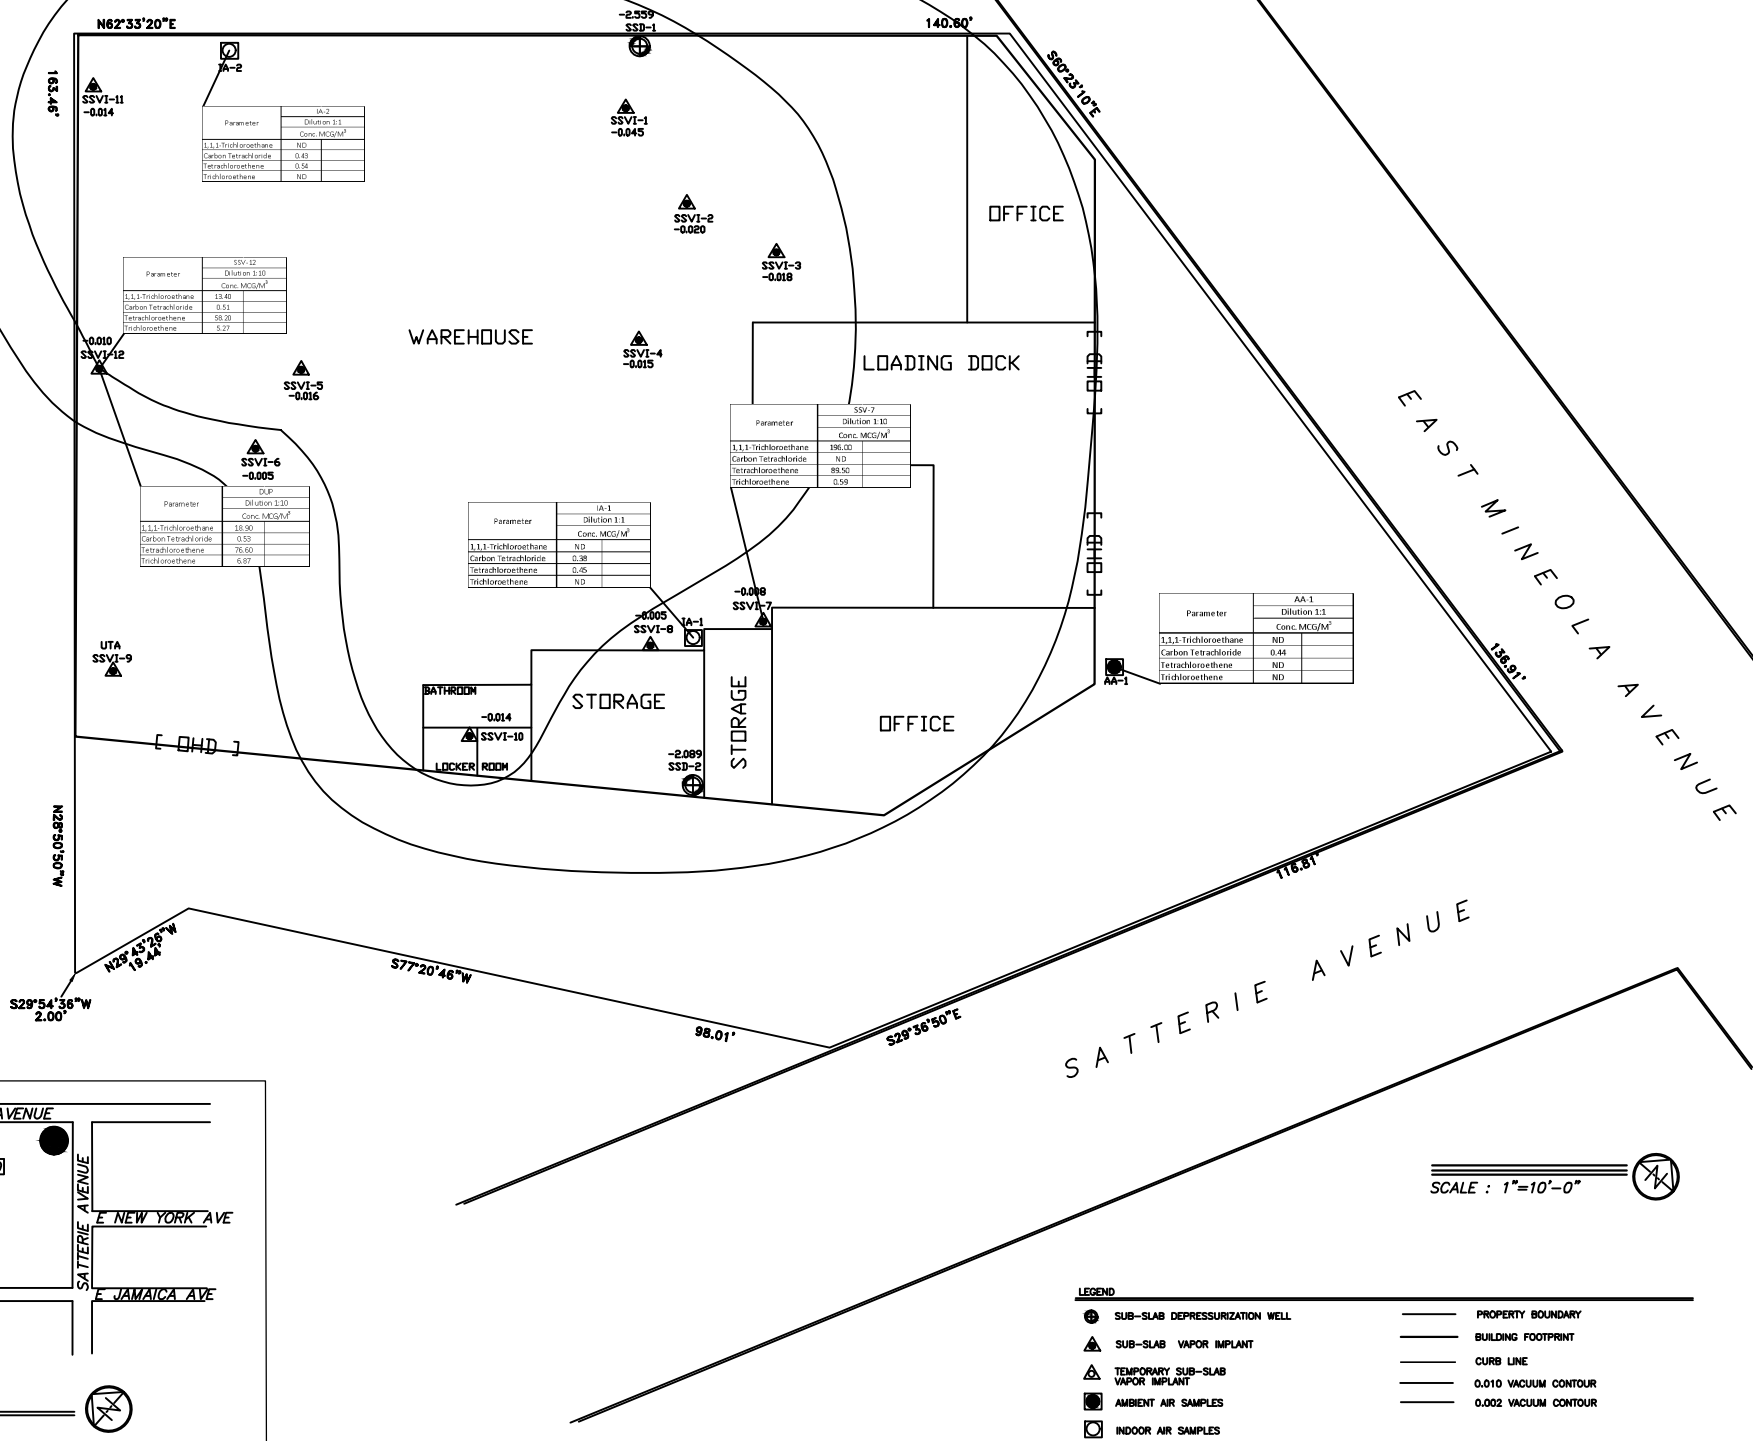 N62°33'20"E
140.60'
-2.559
SSD-1
163.46'
S60°23'10"E
IA-2
SSVI-11
-0.014
IA-2
Parameter
Dilution 1:1
Conc. MCG/M3
1,1,1-Trichloroethane ND
Carbon Tetrachloride 0.43
Tetrachloroethene 0.54
Trichloroethene ND
SSVI-1
-0.045
SSVI-2
-0.020
SSVI-3
-0.018
OFFICE
SSV-12
Parameter
Dilution 1:10
Conc. MCG/M3
1,1,1-Trichloroethane 13.40
Carbon Tetrachloride 0.51
Tetrachloroethene 58.20
Trichloroethene 5.27
WAREHOUSE
-0.010
SSVI-12
SSVI-4
-0.015
LOADING DOCK
[ OHD ]
SSVI-5
-0.016
EAST MINEOLA AVENUE
SSV-7
Parameter
Dilution 1:10
Conc. MCG/M3
1,1,1-Trichloroethane 196.00
Carbon Tetrachloride ND
Tetrachloroethene 89.50
Trichloroethene 0.59
SSVI-6
-0.005
DUP
Parameter
Dilution 1:10
Conc. MCG/M3
1,1,1-Trichloroethane 18.90
Carbon Tetrachloride 0.53
Tetrachloroethene 76.60
Trichloroethene 6.87
IA-1
Parameter
Dilution 1:1
Conc. MCG/M3
1,1,1-Trichloroethane ND
Carbon Tetrachloride 0.38
Tetrachloroethene 0.45
Trichloroethene ND
[ OHD ]
-0.008
SSVI-7
-0.005
SSVI-8
IA-1
AA-1
Parameter
Dilution 1:1
Conc. MCG/M3
1,1,1-Trichloroethane ND
Carbon Tetrachloride 0.44
Tetrachloroethene ND
Trichloroethene ND
AA-1
136.91'
UTA
SSVI-9
BATHROOM
STORAGE
STORAGE
OFFICE
-0.014
SSVI-10
LOCKER ROOM
[ OHD ]
-2.089
SSD-2
N28°50'50"W
116.81'
N29°43'26"W
19.44'
S77°20'46"W
S29°54'36"W
2.00'
98.01'
S29°36'50"E
SATTERIE AVENUE
AVENUE
SATTERIE AVENUE
E NEW YORK AVE
E JAMAICA AVE
SCALE : 1"=10'-0"
LEGEND
SUB-SLAB DEPRESSURIZATION WELL
SUB-SLAB VAPOR IMPLANT
TEMPORARY SUB-SLAB
VAPOR IMPLANT
AMBIENT AIR SAMPLES
INDOOR AIR SAMPLES
PROPERTY BOUNDARY
BUILDING FOOTPRINT
CURB LINE
0.010 VACUUM CONTOUR
0.002 VACUUM CONTOUR